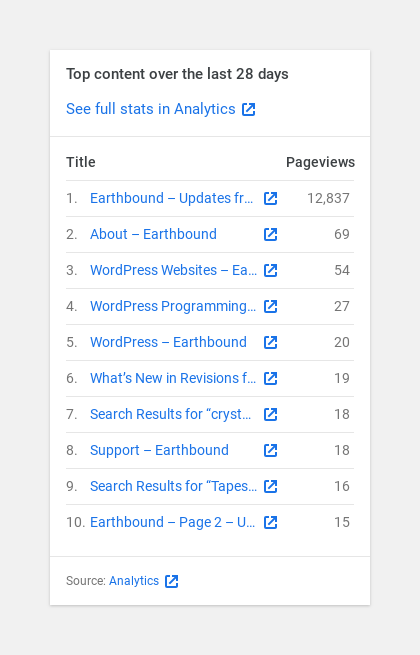 Top content over the last 28 days
See full stats in Analytics
Title Pageviews
1. Earthbound – Updates fr... 12,837
2. About – Earthbound 69
3. WordPress Websites – Ea... 54
4. WordPress Programming... 27
5. WordPress – Earthbound 20
6. What’s New in Revisions f... 19
7. Search Results for “cryst... 18
8. Support – Earthbound 18
9. Search Results for “Tapes... 16
10. Earthbound – Page 2 – U... 15
Source: Analytics